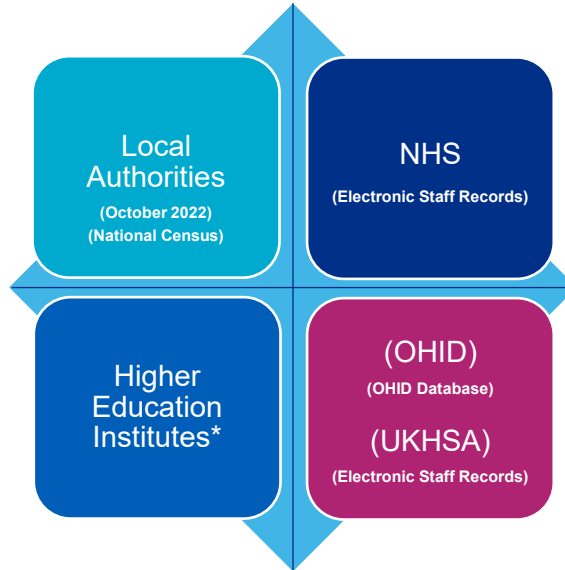 Local
Authorities
(October 2022)
(National Census)
NHS
(Electronic Staff Records)
Higher
Education
Institutes*
(OHID)
(OHID Database)
(UKHSA)
(Electronic Staff Records)